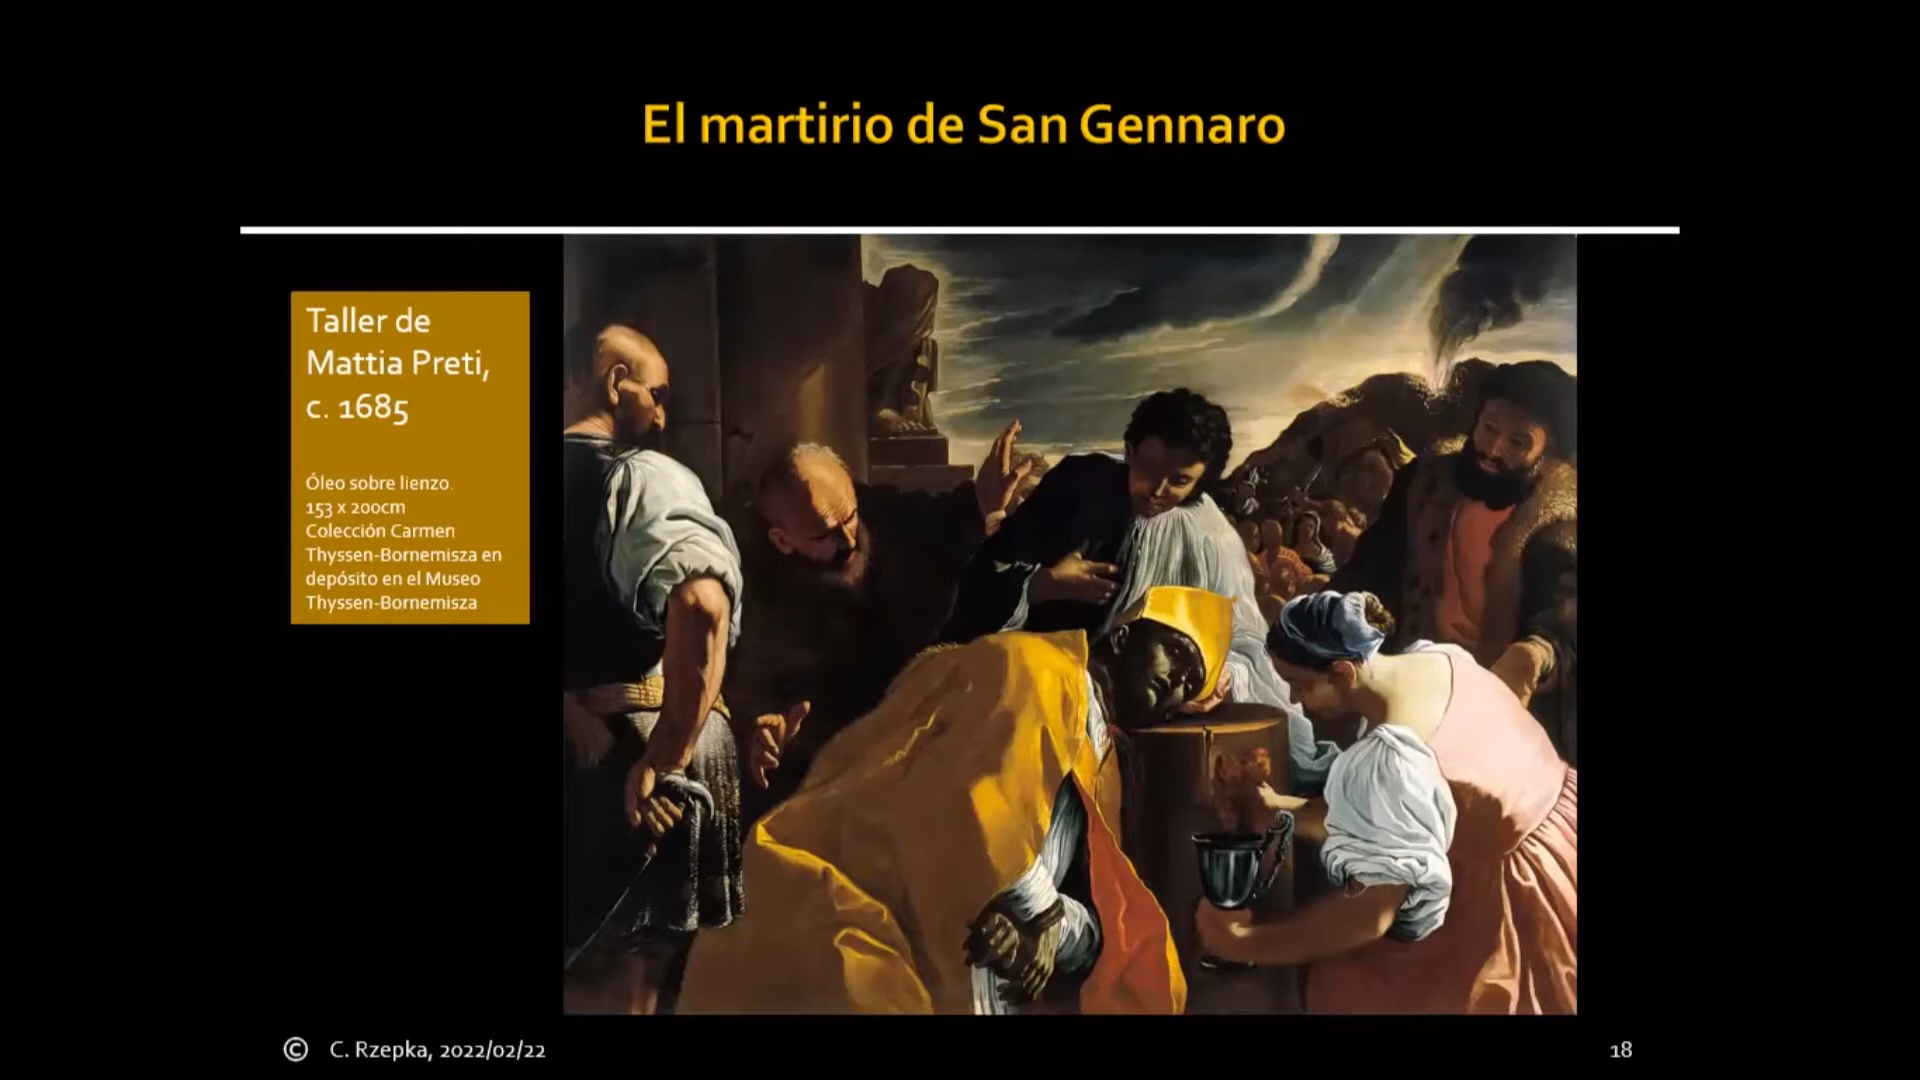 El martirio de San Gennaro
Taller de
Mattia Preti,
c. 1685
Óleo sobre lienzo.
153 x 200cm
Colección Carmen
Thyssen-Bornemisza en
depósito en el Museo
Thyssen-Bornemisza
© C. Rzepka, 2022/02/22
18